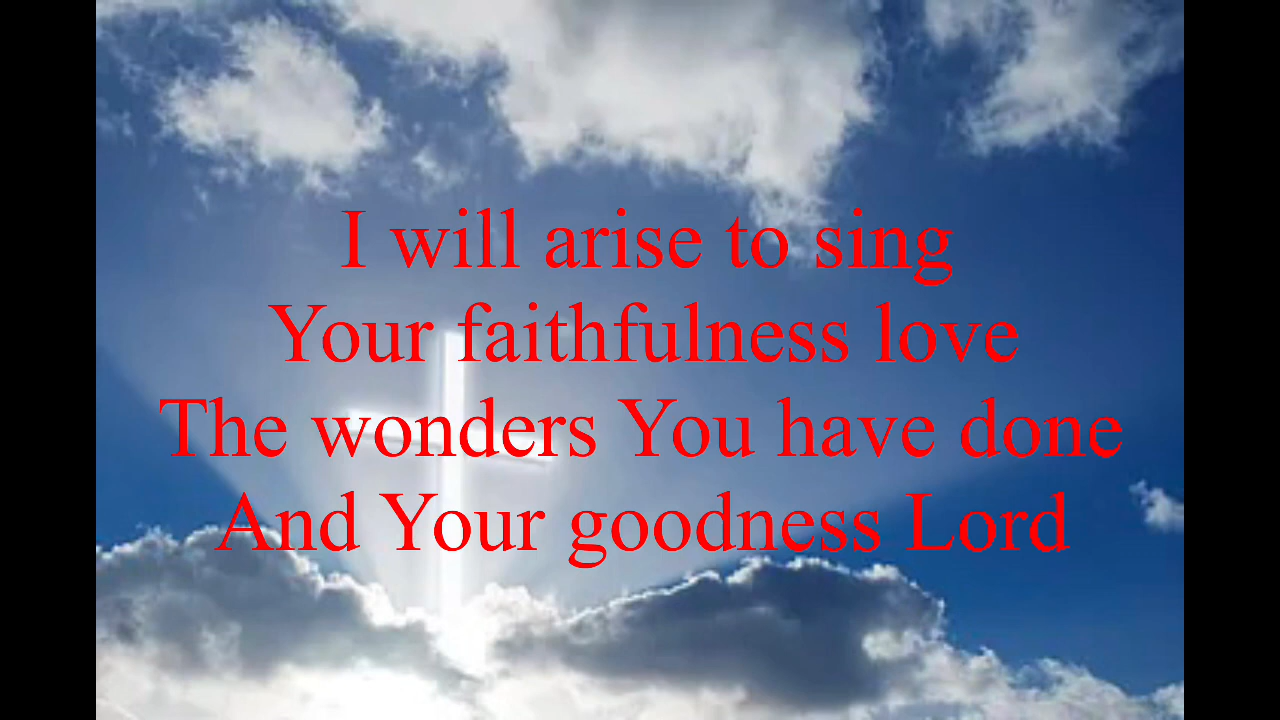 I will arise to sing
Your faithfulness love
The wonders You have done
And Your goodness Lord